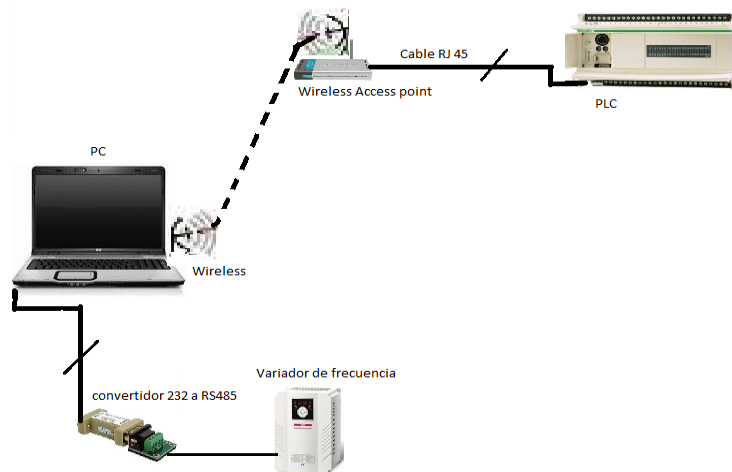 Cable RJ 45
Wireless Access point
PLC
PC
Wireless
Variador de frecuencia
convertidor 232 a RS485